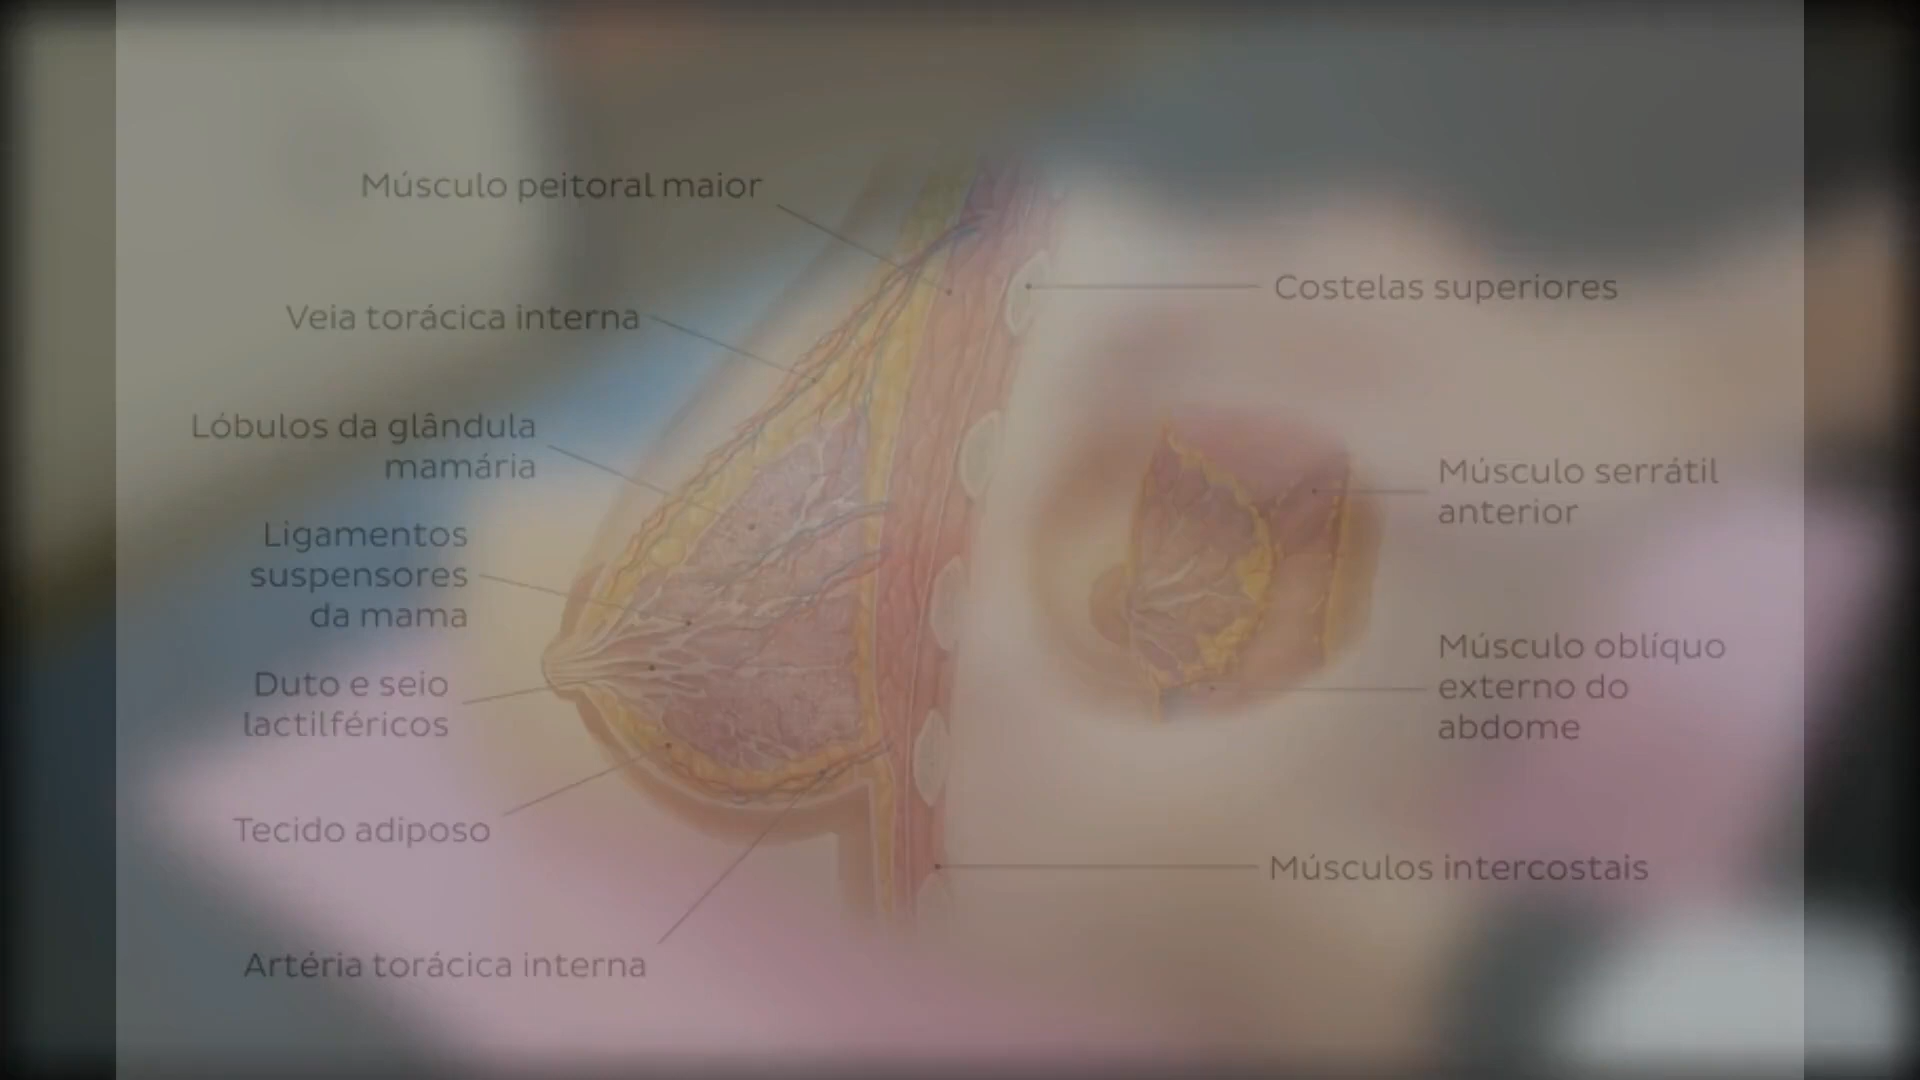 Músculo peitoral maior
Veia torácica interna
Lóbulos da glândula
mamária
Ligamentos
suspensores
da mama
Duto e seio
lactilféricos
Tecido adiposo
Artéria torácica interna
Costelas superiores
Músculo serrátil
anterior
Músculo oblíquo
externo do
abdome
Músculos intercostais